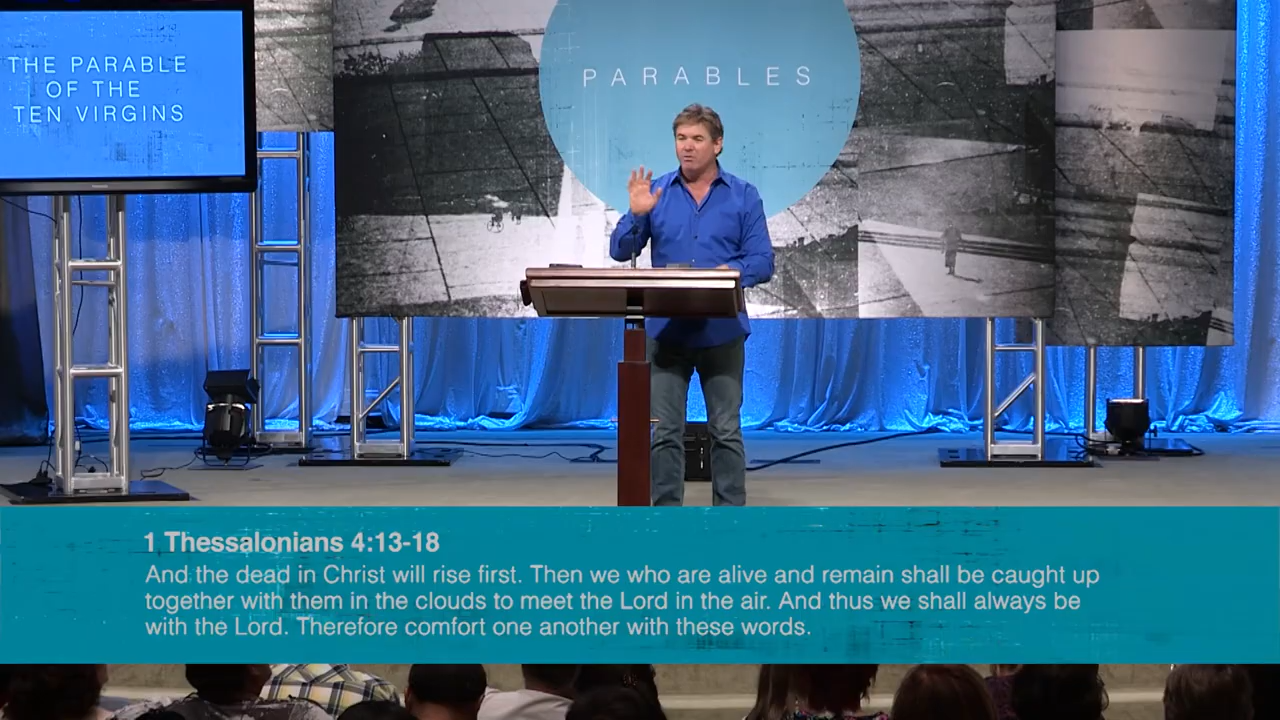 THE PARABLE
OF THE
TEN VIRGINS
PARABLES
1 Thessalonians 4:13-18
And the dead in Christ will rise first. Then we who are alive and remain shall be caught up
together with them in the clouds to meet the Lord in the air. And thus we shall always be
with the Lord. Therefore comfort one another with these words.